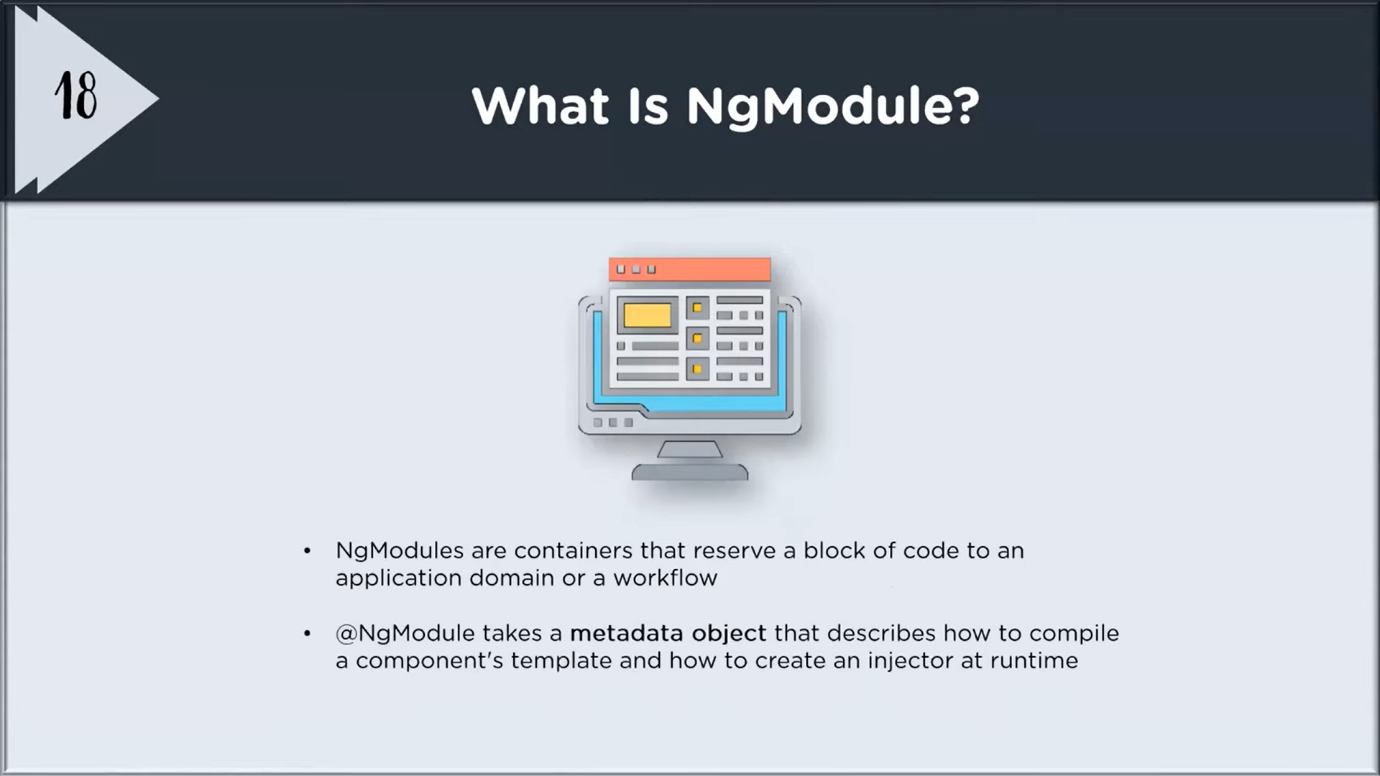 18
What Is NgModule?
• NgModules are containers that reserve a block of code to an
application domain or a workflow
• @NgModule takes a metadata object that describes how to compile
a component's template and how to create an injector at runtime